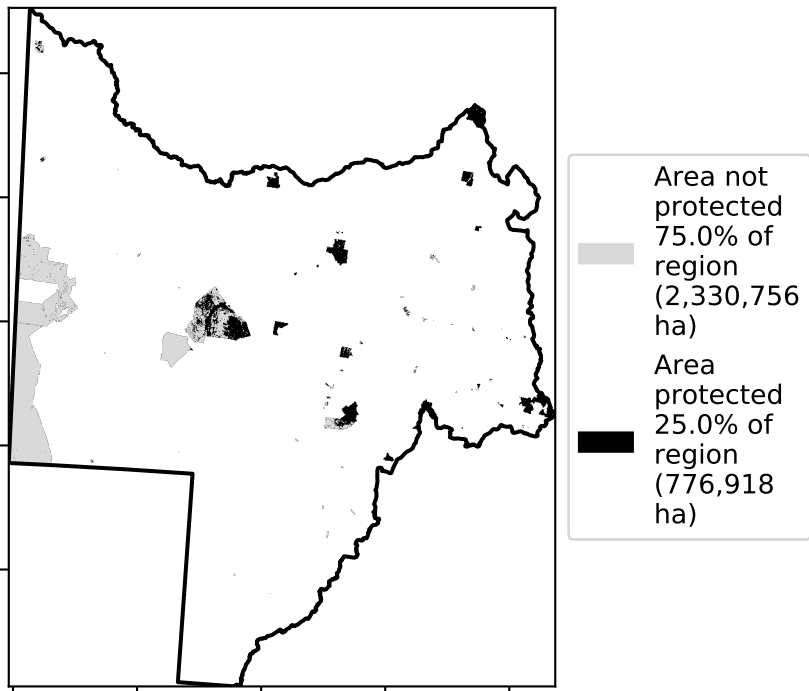 Area not
protected
75.0% of
region
(2,330,756
ha)
Area
protected
25.0% of
region
(776,918
ha)